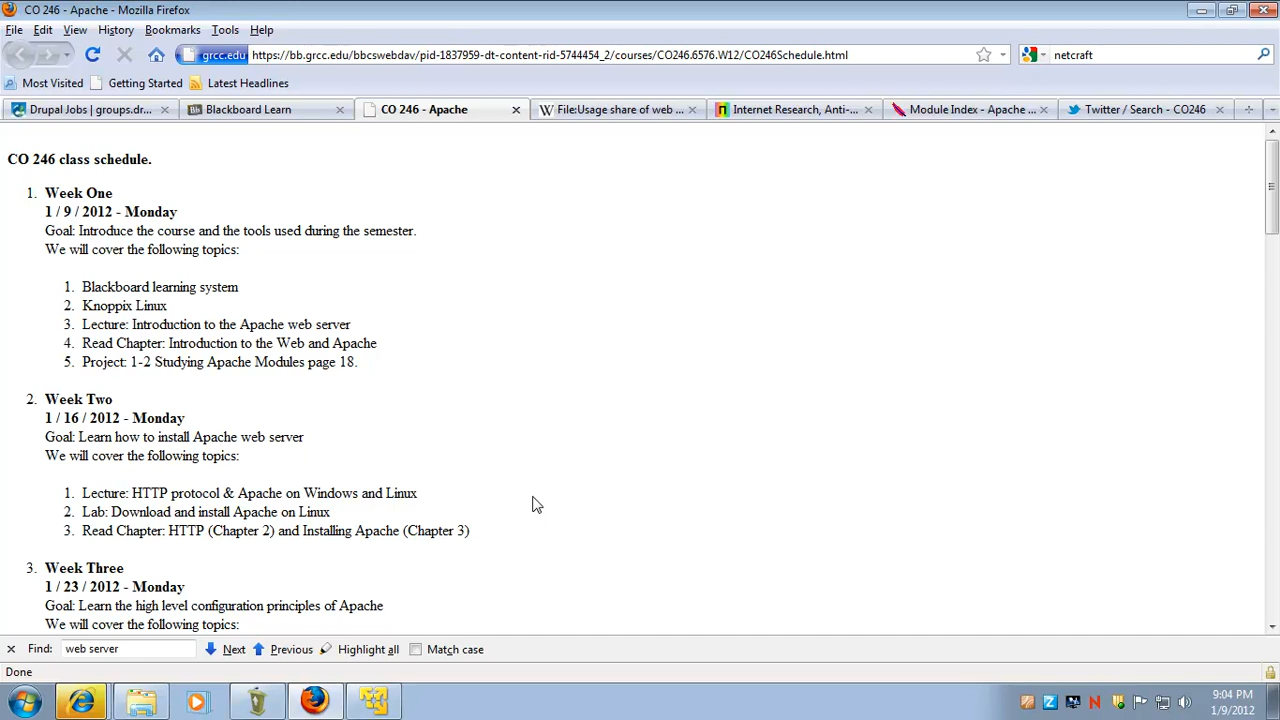 CO 246 - Apache - Mozilla Firefox
File Edit View History Bookmarks Tools Help
grcc.edu https://bb.grcc.edu/bbcswebdav/pid-1837959-dt-content-rid-5744454_2/courses/CO246.6576.W12/CO246Schedule.html netcraft
Most Visited Getting Started Latest Headlines
Drupal Jobs | groups.dr... Blackboard Learn CO 246 - Apache File:Usage share of web ... Internet Research, Anti-... Module Index - Apache ... Twitter / Search - CO246
CO 246 class schedule.
1. Week One
1 / 9 / 2012 - Monday
Goal: Introduce the course and the tools used during the semester.
We will cover the following topics:
1. Blackboard learning system
2. Knoppix Linux
3. Lecture: Introduction to the Apache web server
4. Read Chapter: Introduction to the Web and Apache
5. Project: 1-2 Studying Apache Modules page 18.
2. Week Two
1 / 16 / 2012 - Monday
Goal: Learn how to install Apache web server
We will cover the following topics:
1. Lecture: HTTP protocol & Apache on Windows and Linux
2. Lab: Download and install Apache on Linux
3. Read Chapter: HTTP (Chapter 2) and Installing Apache (Chapter 3)
3. Week Three
1 / 23 / 2012 - Monday
Goal: Learn the high level configuration principles of Apache
We will cover the following topics:
Find: web server Next Previous Highlight all Match case
Done
9:04 PM
1/9/2012